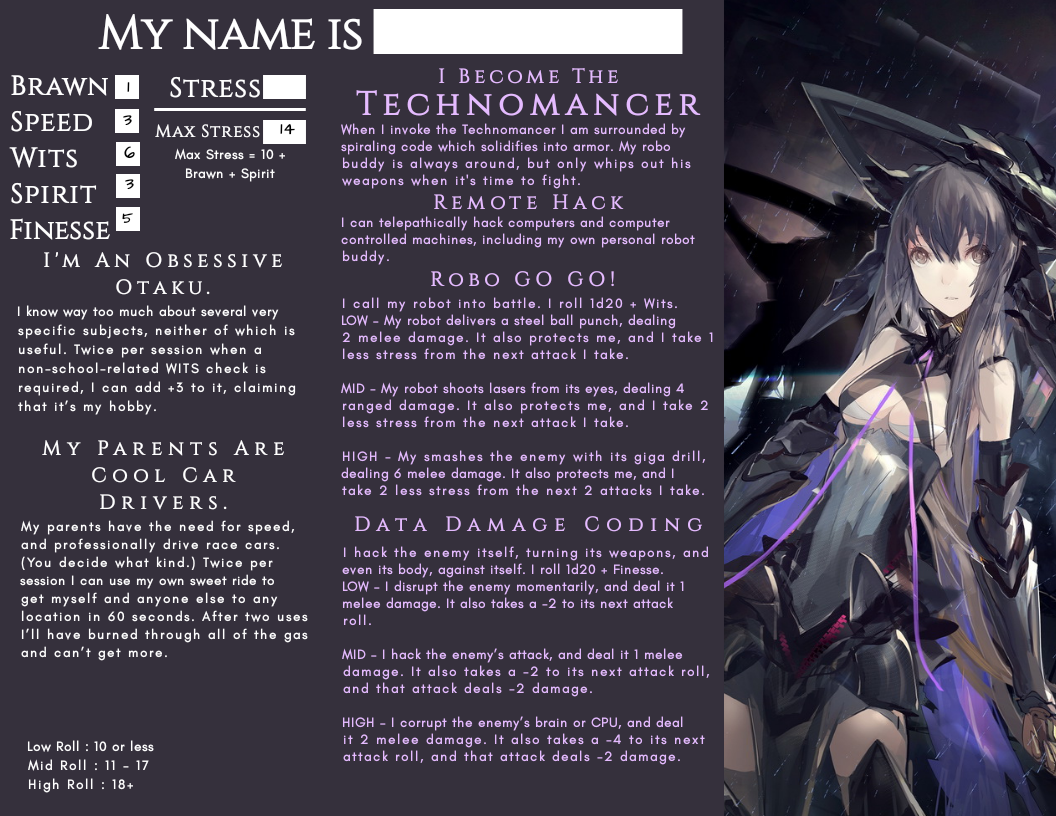 My name is
Brawn 1
Speed 3
Wits 6
Spirit 3
Finesse 5
Stress
Max Stress 14
Max Stress = 10 +
Brawn + Spirit
I'm An Obsessive
Otaku.
I know way too much about several very
specific subjects, neither of which is
useful. Twice per session when a
non-school-related WITS check is
required, I can add +3 to it, claiming
that it's my hobby.
My Parents Are
Cool Car
Drivers.
My parents have the need for speed,
and professionally drive race cars.
(You decide what kind.) Twice per
session I can use my own sweet ride to
get myself and anyone else to any
location in 60 seconds. After two uses
I'll have burned through all of the gas
and can't get more.
Low Roll : 10 or less
Mid Roll : 11 - 17
High Roll : 18+
I Become The
Technomancer
When I invoke the Technomancer I am surrounded by
spiraling code which solidifies into armor. My robo
buddy is always around, but only whips out his
weapons when it's time to fight.
Remote Hack
I can telepathically hack computers and computer
controlled machines, including my own personal robot
buddy.
Robo GO GO!
I call my robot into battle. I roll 1d20 + Wits.
LOW - My robot delivers a steel ball punch, dealing
2 melee damage. It also protects me, and I take 1
less stress from the next attack I take.
MID - My robot shoots lasers from its eyes, dealing 4
ranged damage. It also protects me, and I take 2
less stress from the next attack I take.
HIGH - My smashes the enemy with its giga drill,
dealing 6 melee damage. It also protects me, and I
take 2 less stress from the next 2 attacks I take.
Data Damage Coding
I hack the enemy itself, turning its weapons, and
even its body, against itself. I roll 1d20 + Finesse.
LOW - I disrupt the enemy momentarily, and deal it 1
melee damage. It also takes a -2 to its next attack
roll.
MID - I hack the enemy's attack, and deal it 1 melee
damage. It also takes a -2 to its next attack roll,
and that attack deals -2 damage.
HIGH - I corrupt the enemy's brain or CPU, and deal
it 2 melee damage. It also takes a -4 to its next
attack roll, and that attack deals -2 damage.